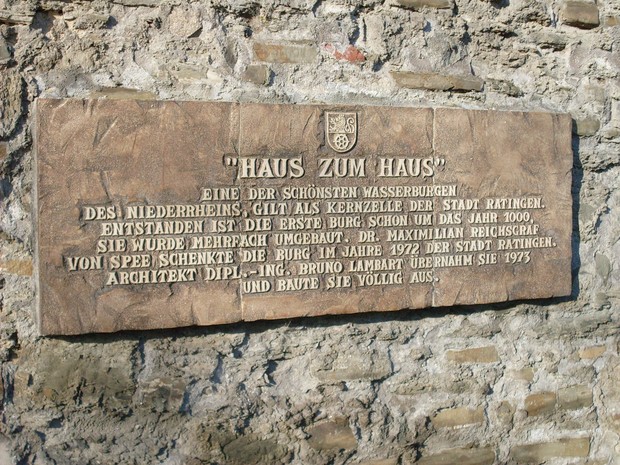 "HAUS ZUM HAUS"
EINE DER SCHÖNSTEN WASSERBURGEN
DES NIEDERRHEINS, GILT ALS KERNZELLE DER STADT RATINGEN.
ENTSTANDEN IST DIE ERSTE BURG SCHON UM DAS JAHR 1000,
SIE WURDE MEHRFACH UMGEBAUT. DR. MAXIMILIAN REICHSGRAF
VON SPEE SCHENKTE DIE BURG IM JAHRE 1972 DER STADT RATINGEN.
ARCHITEKT DIPL.-ING. BRUNO LAMBART ÜBERNAHM SIE 1973
UND BAUTE SIE VÖLLIG AUS.